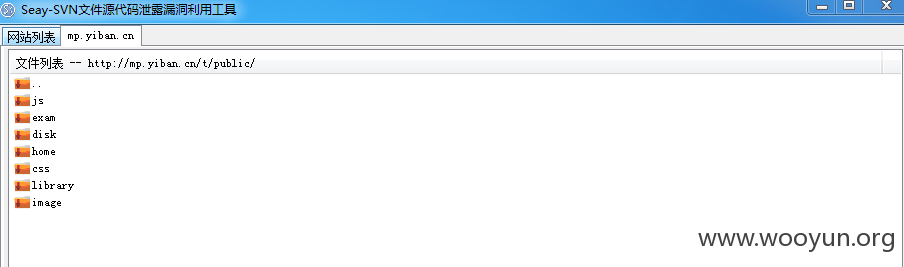 Seay-SVN文件源代码泄露漏洞利用工具
网站列表 mp.yiban.cn
文件列表 -- http://mp.yiban.cn/t/public/
..
js
exam
disk
home
css
library
image
www.wooyun.org